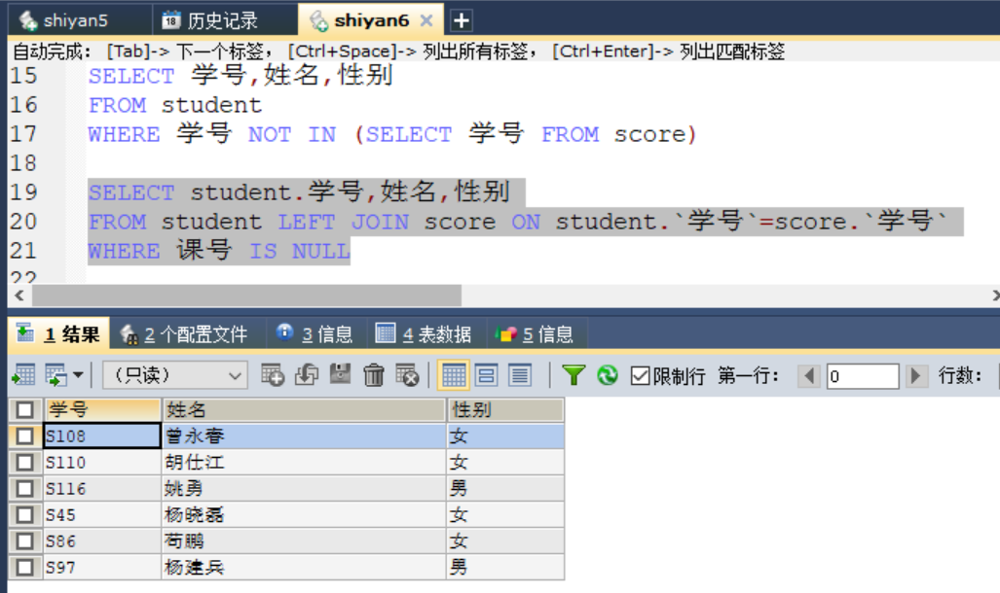 shiyan5 历史记录 shiyan6
自动完成： [Tab]-> 下一个标签， [Ctrl+Space]-> 列出所有标签， [Ctrl+Enter]-> 列出匹配标签
15 SELECT 学号,姓名,性别
16 FROM student
17 WHERE 学号 NOT IN (SELECT 学号 FROM score)
18
19 SELECT student.学号,姓名,性别
20 FROM student LEFT JOIN score ON student.`学号`=score.`学号`
21 WHERE 课号 IS NULL
22
1 结果 2 个配置文件 3 信息 4 表数据 5 信息
（只读） 限制行 第一行： 0 行数：
学号 姓名 性别
S108 曾永春 女
S110 胡仕江 女
S116 姚勇 男
S45 杨晓磊 女
S86 苟鹏 女
S97 杨建兵 男